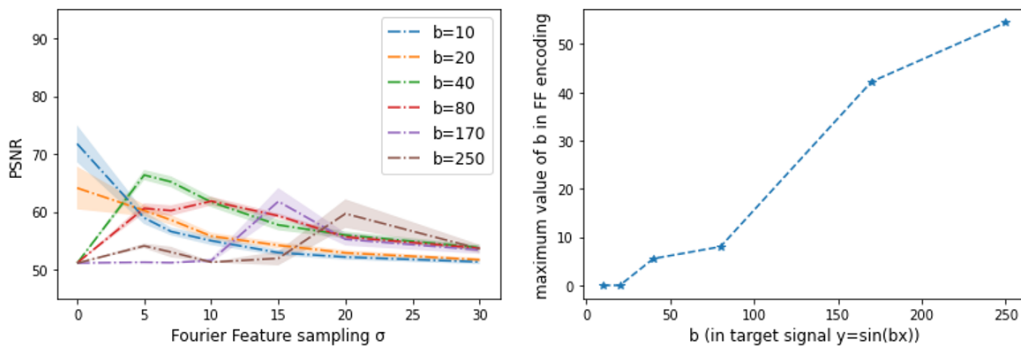 90
80
70
60
50
PSNR
0 5 10 15 20 25 30
Fourier Feature sampling σ
b=10
b=20
b=40
b=80
b=170
b=250
50
40
30
20
10
0
maximum value of b in FF encoding
0 50 100 150 200 250
b (in target signal y=sin(bx))